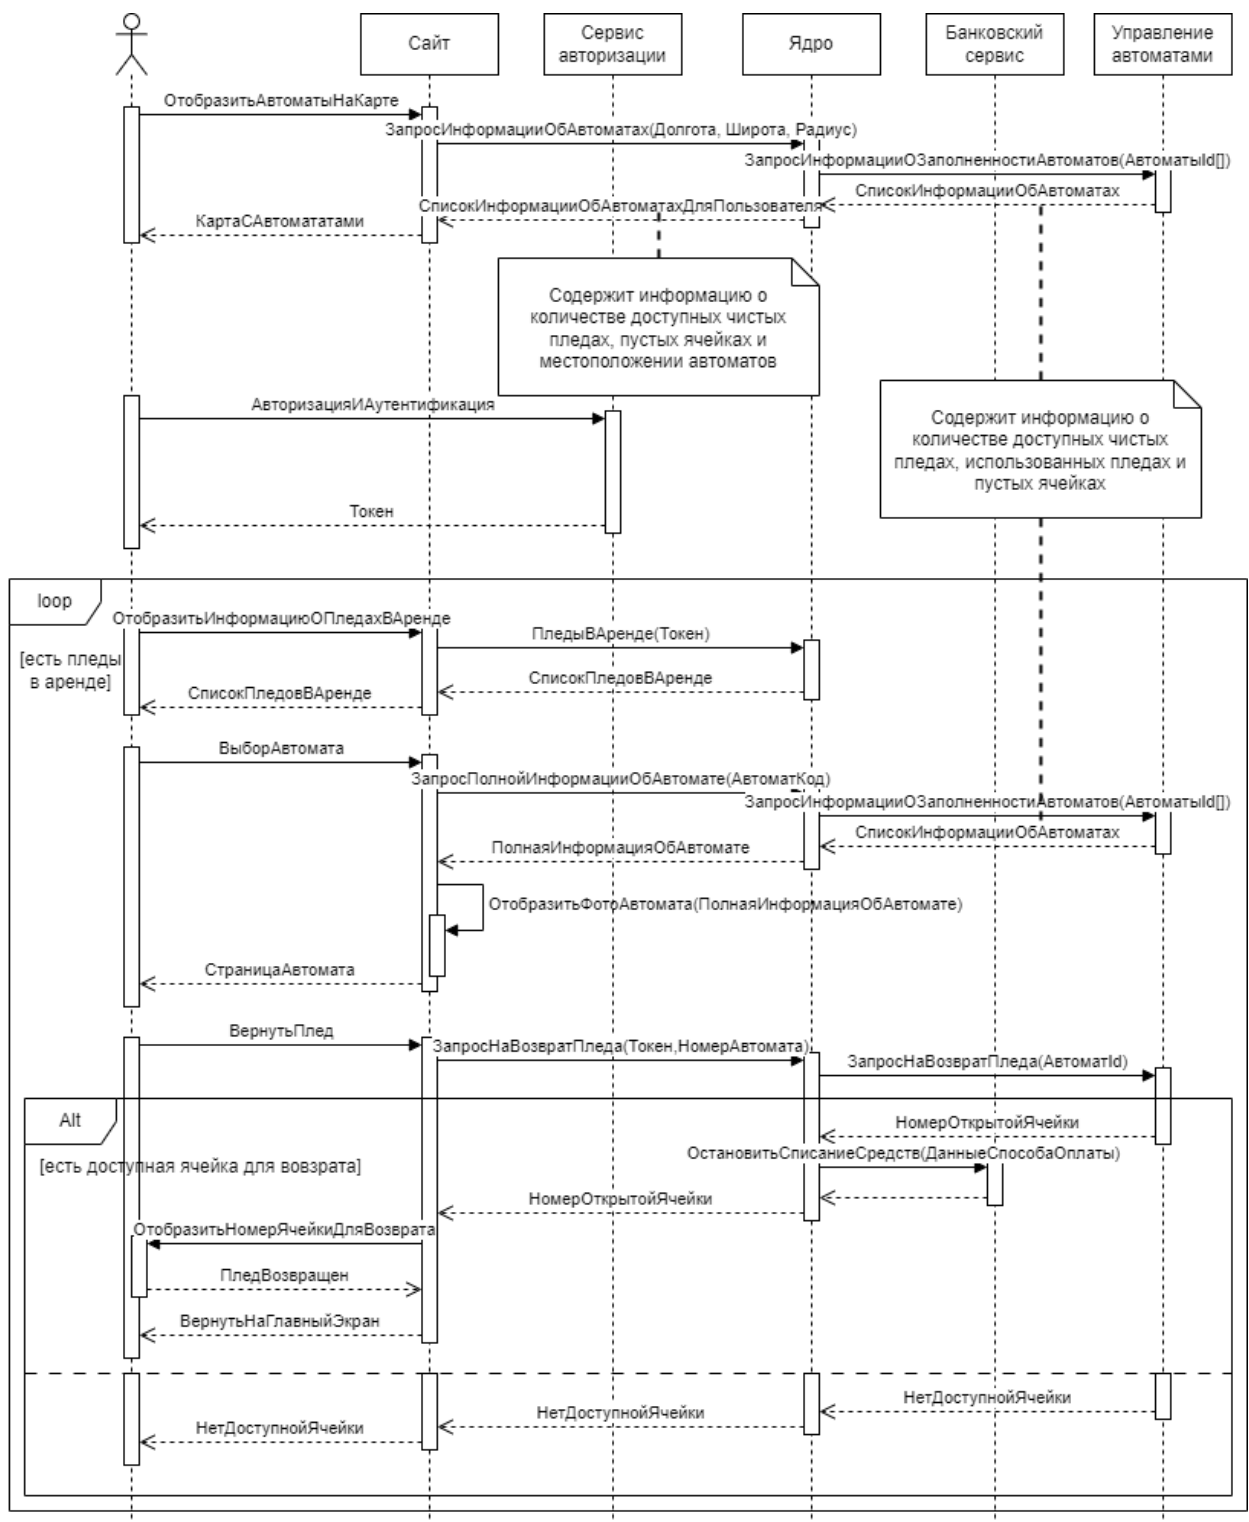 Сайт
Сервис
авторизации
Ядро
Банковский
сервис
Управление
автоматами
ОтобразитьАвтоматыНаКарте
ЗапросИнформацииОбАвтоматах(Долгота, Широта, Радиус)
ЗапросИнформацииОЗаполненностиАвтоматов(АвтоматыId[])
СписокИнформацииОбАвтоматах
СписокИнформацииОбАвтоматахДляПользователя
КартаСАвтомататами
Содержит информацию о
количестве доступных чистых
пледах, пустых ячейках и
местоположении автоматов
АвторизацияИАутентификация
Содержит информацию о
количестве доступных чистых
пледах, использованных пледах и
пустых ячейках
Токен
loop
[есть пледы
в аренде]
ОтобразитьИнформациюОПледахВАренде
ПледыВАренде(Токен)
СписокПледовВАренде
СписокПледовВАренде
ВыборАвтомата
ЗапросПолнойИнформацииОбАвтомате(АвтоматКод)
ЗапросИнформацииОЗаполненностиАвтоматов(АвтоматыId[])
СписокИнформацииОбАвтоматах
ПолнаяИнформацияОбАвтомате
ОтобразитьФотоАвтомата(ПолнаяИнформацияОбАвтомате)
СтраницаАвтомата
ВернутьПлед
ЗапросНаВозвратПледа(Токен,НомерАвтомата)
ЗапросНаВозвратПледа(АвтоматId)
Alt
[есть доступная ячейка для вовзрата]
НомерОткрытойЯчейки
ОстановитьСписаниеСредств(ДанныеСпособаОплаты)
НомерОткрытойЯчейки
ОтобразитьНомерЯчейкиДляВозврата
ПледВозвращен
ВернутьНаГлавныйЭкран
НетДоступнойЯчейки
НетДоступнойЯчейки
НетДоступнойЯчейки